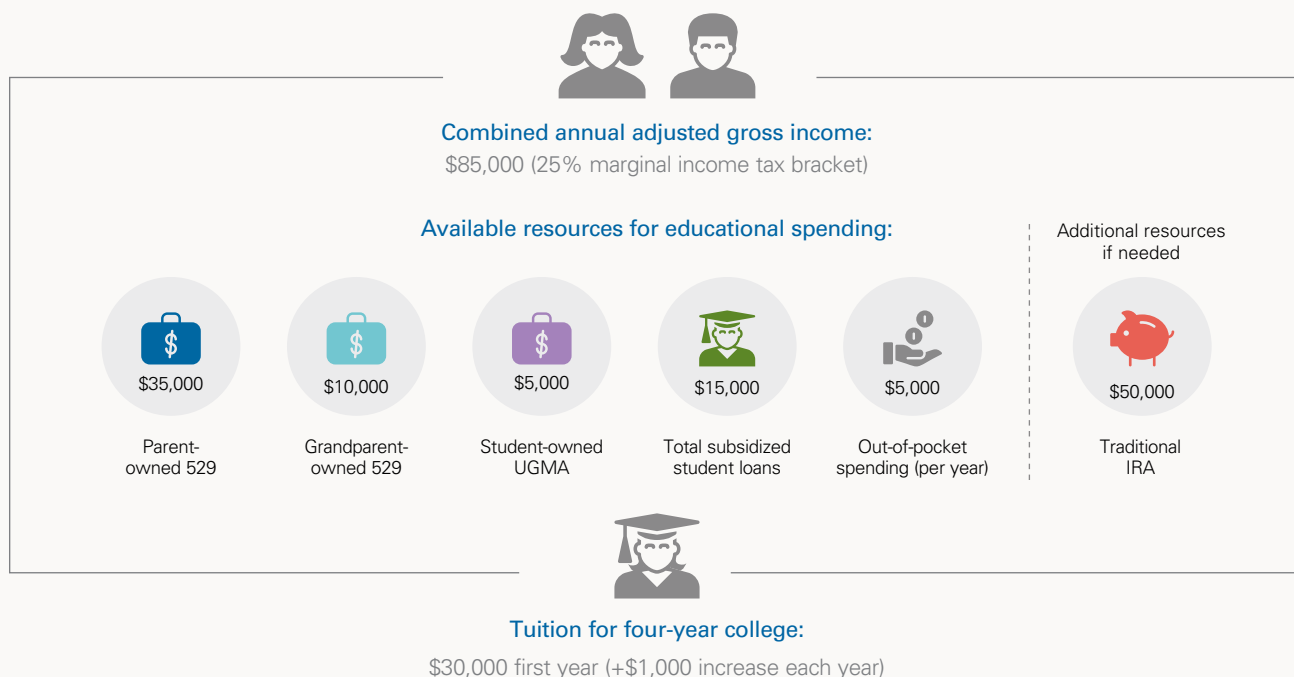 Combined annual adjusted gross income:
$85,000 (25% marginal income tax bracket)
Available resources for educational spending:
Additional resources
if needed
$
$35,000
Parent-
owned 529
$
$10,000
Grandparent-
owned 529
$
$5,000
Student-owned
UGMA
$15,000
Total subsidized
student loans
$5,000
Out-of-pocket
spending (per year)
$50,000
Traditional
IRA
Tuition for four-year college:
$30,000 first year (+$1,000 increase each year)